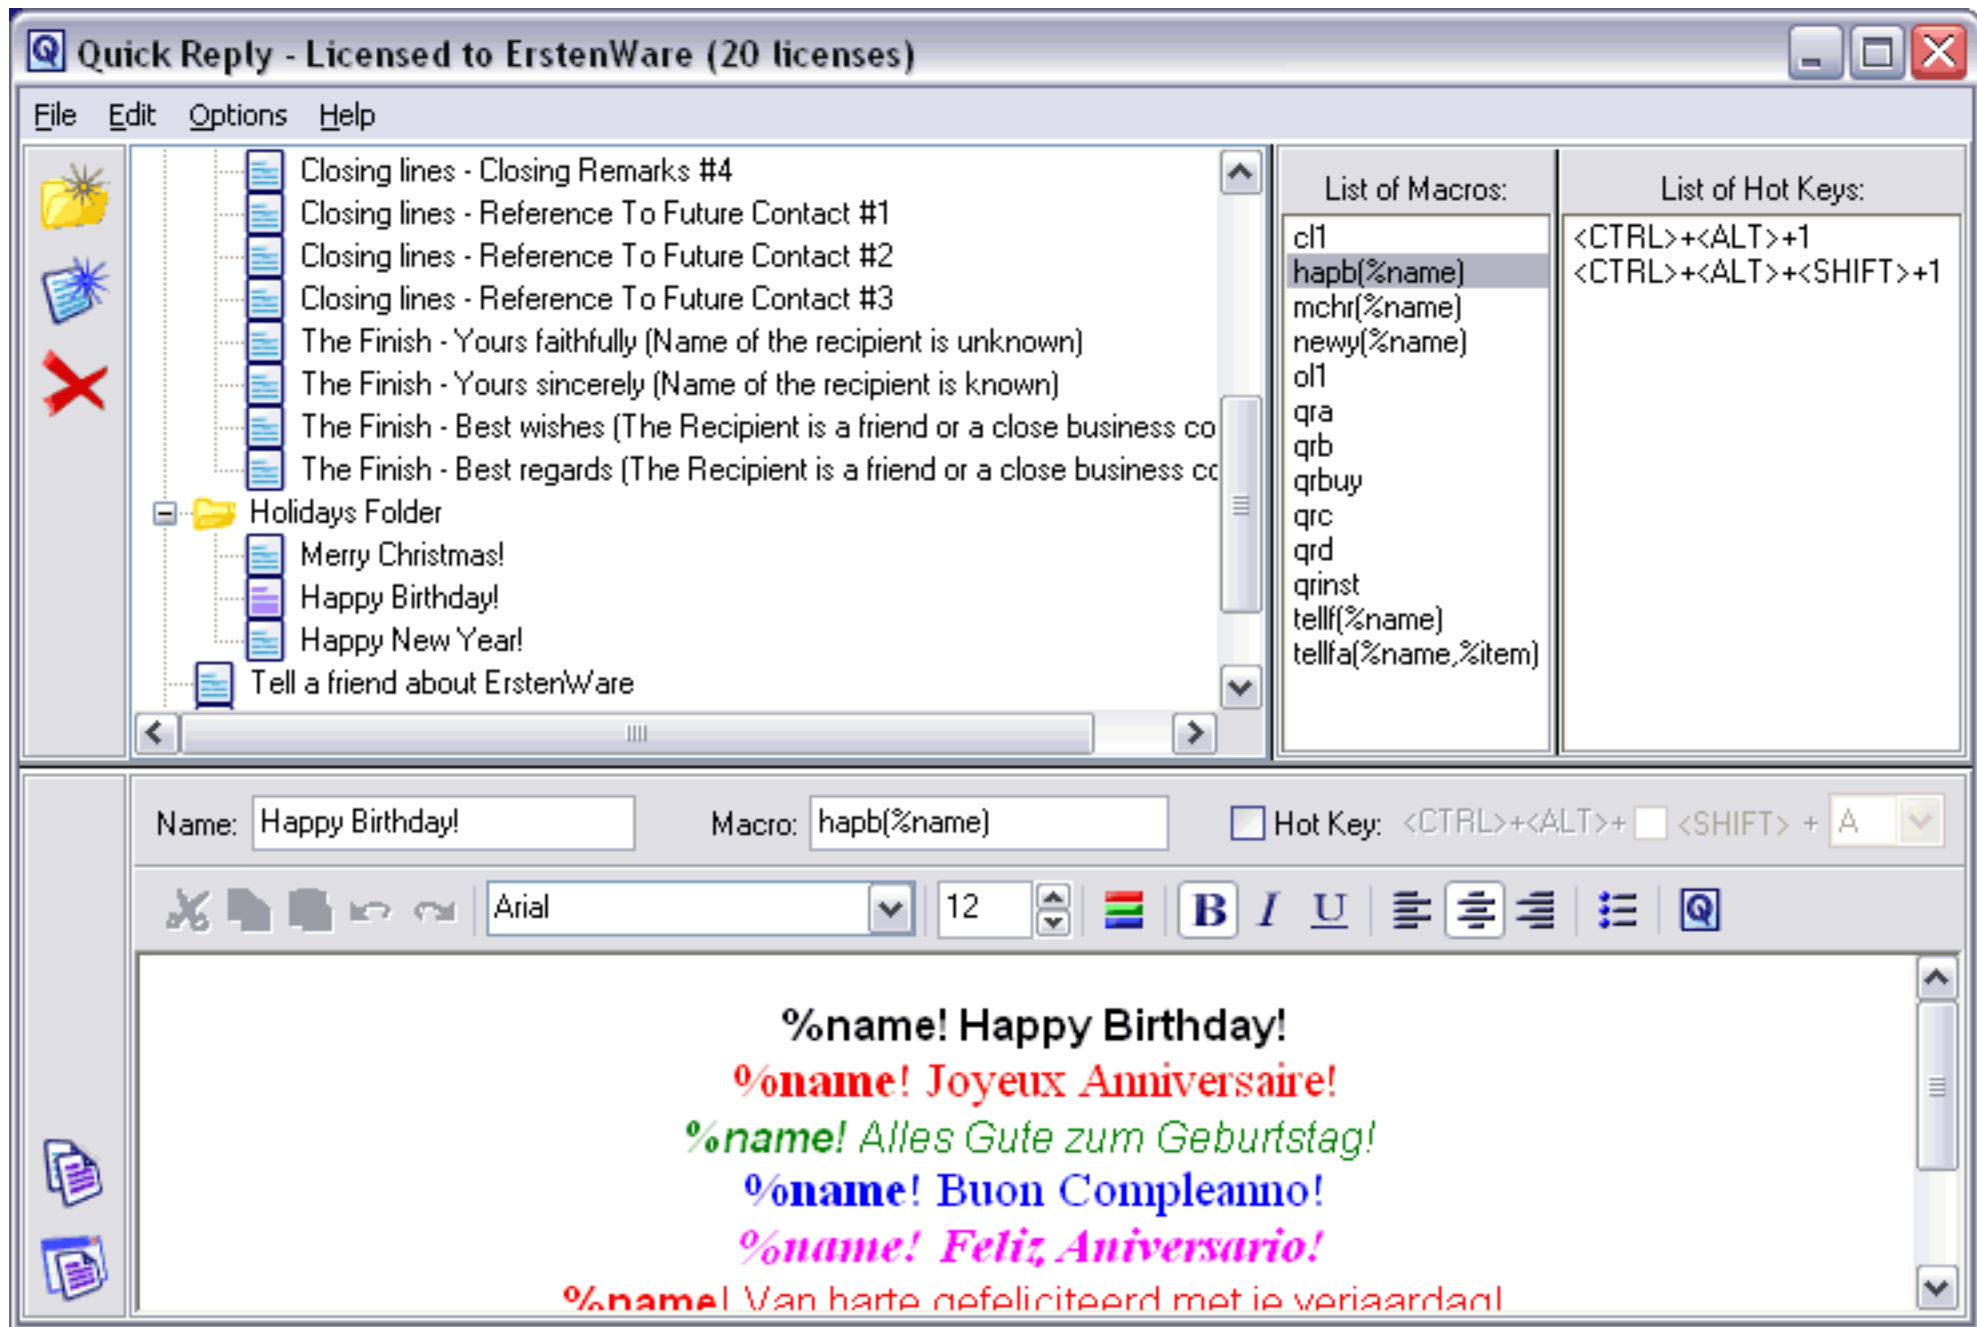 Quick Reply - Licensed to ErstenWare (20 licenses)
File Edit Options Help
Closing lines - Closing Remarks #4
Closing lines - Reference To Future Contact #1
Closing lines - Reference To Future Contact #2
Closing lines - Reference To Future Contact #3
The Finish - Yours faithfully (Name of the recipient is unknown)
The Finish - Yours sincerely (Name of the recipient is known)
The Finish - Best wishes (The Recipient is a friend or a close business co
The Finish - Best regards (The Recipient is a friend or a close business cc
Holidays Folder
Merry Christmas!
Happy Birthday!
Happy New Year!
Tell a friend about ErstenWare
List of Macros:
cl1
hapb(%name)
mchr(%name)
newy(%name)
ol1
qra
qrb
qrbuy
qrc
qrd
qrinst
tellf(%name)
tellfa(%name,%item)
List of Hot Keys:
<CTRL>+<ALT>+1
<CTRL>+<ALT>+<SHIFT>+1
Name: Happy Birthday! Macro: hapb(%name) Hot Key: <CTRL>+<ALT>+ <SHIFT> + A
Arial 12 B I U Q
%name! Happy Birthday!
%name! Joyeux Anniversaire!
%name! Alles Gute zum Geburtstag!
%name! Buon Compleanno!
%name! Feliz Aniversario!
%name! Van harte gefeliciteerd met je verjaardag!